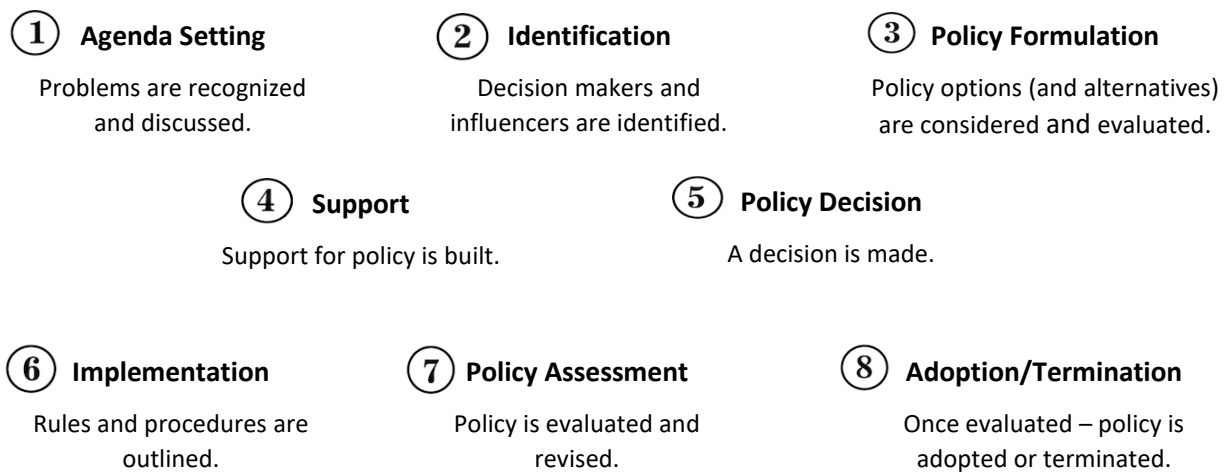 1 Agenda Setting
Problems are recognized
and discussed.
2 Identification
Decision makers and
influencers are identified.
3 Policy Formulation
Policy options (and alternatives)
are considered and evaluated.
4 Support
Support for policy is built.
5 Policy Decision
A decision is made.
6 Implementation
Rules and procedures are
outlined.
7 Policy Assessment
Policy is evaluated and
revised.
8 Adoption/Termination
Once evaluated – policy is
adopted or terminated.